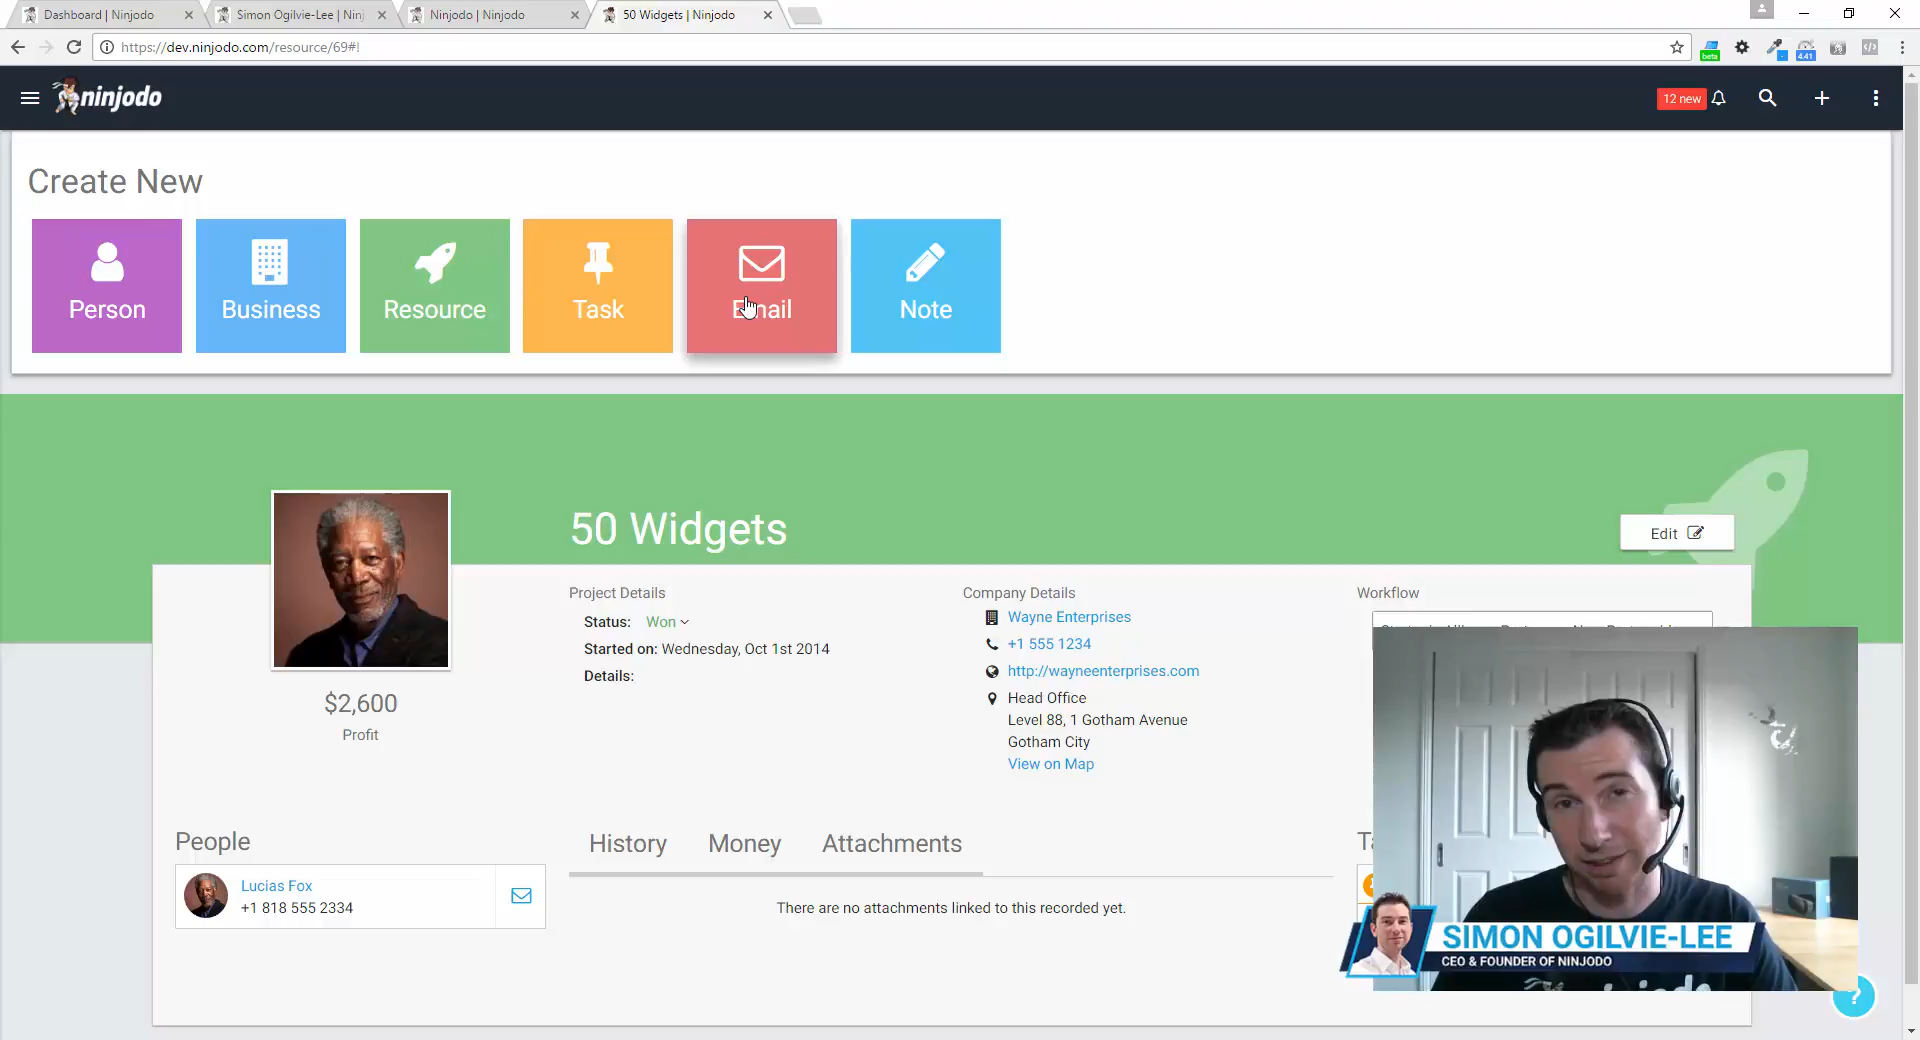 Dashboard | Ninjodo
Simon Ogilvie-Lee | Ninj
Ninjodo | Ninjodo
50 Widgets | Ninjodo
https://dev.ninjodo.com/resource/69#!
beta
4.41
ninjodo
12 new
Create New
Person
Business
Resource
Task
Email
Note
50 Widgets
Edit
$2,600
Profit
Project Details
Status: Won
Started on: Wednesday, Oct 1st 2014
Details:
Company Details
Wayne Enterprises
+1 555 1234
http://wayneenterprises.com
Head Office
Level 88, 1 Gotham Avenue
Gotham City
View on Map
Workflow
People
Lucias Fox
+1 818 555 2334
History
Money
Attachments
There are no attachments linked to this recorded yet.
SIMON OGILVIE-LEE
CEO & FOUNDER OF NINJODO
?